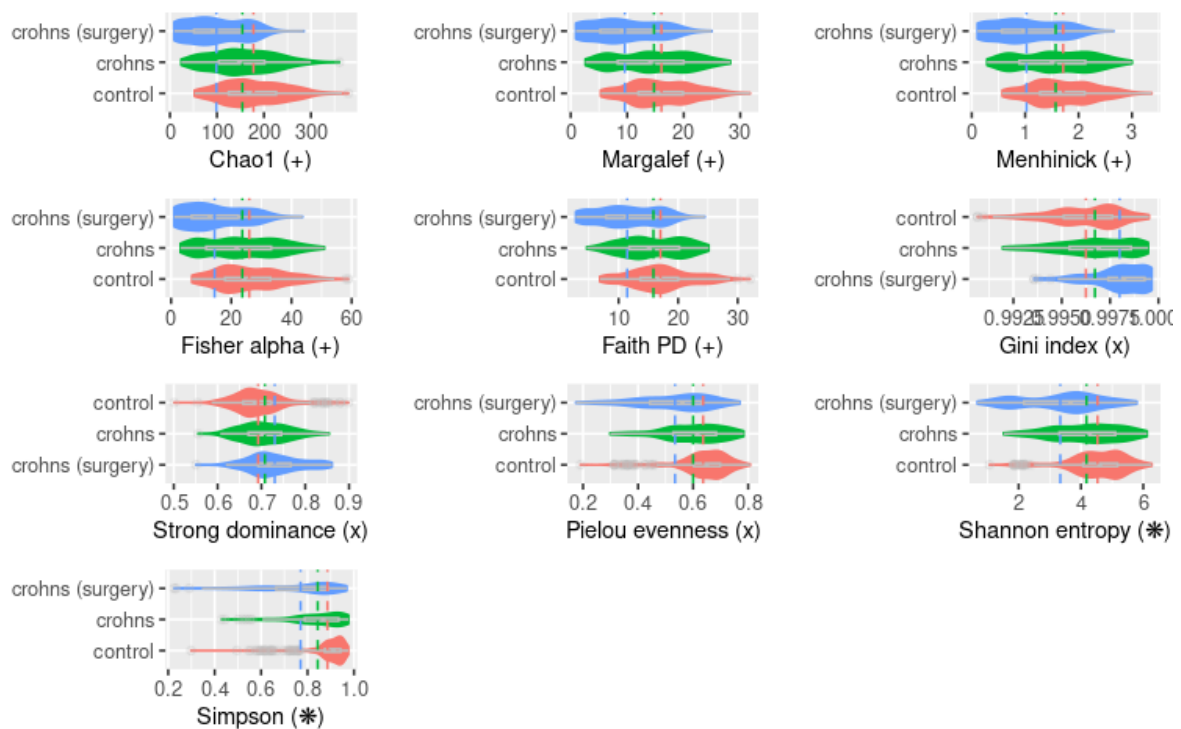 crohns (surgery)
crohns
control
0 100 200 300
Chao1 (+)
crohns (surgery)
crohns
control
0 10 20 30
Margalef (+)
crohns (surgery)
crohns
control
0 1 2 3
Menhinick (+)
crohns (surgery)
crohns
control
0 20 40 60
Fisher alpha (+)
crohns (surgery)
crohns
control
10 20 30
Faith PD (+)
control
crohns
crohns (surgery)
0.9925 0.9950 0.9975 1.000
Gini index (x)
control
crohns
crohns (surgery)
0.5 0.6 0.7 0.8 0.9
Strong dominance (x)
crohns (surgery)
crohns
control
0.2 0.4 0.6 0.8
Pielou evenness (x)
crohns (surgery)
crohns
control
2 4 6
Shannon entropy (❋)
crohns (surgery)
crohns
control
0.2 0.4 0.6 0.8 1.0
Simpson (❋)